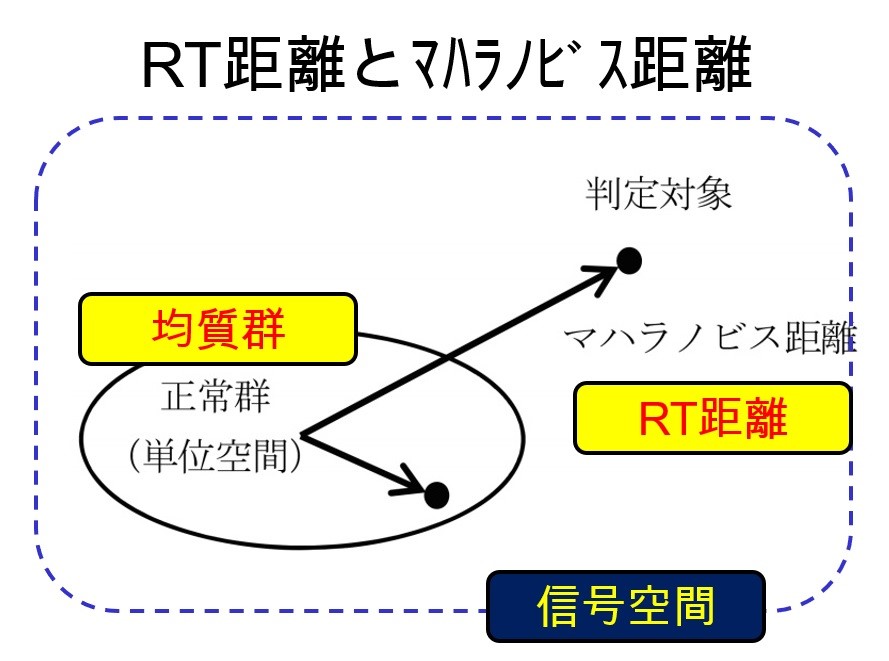 RT距離とﾏﾊﾗﾉﾋﾞｽ距離
判定対象
均質群
マハラノビス距離
正常群
RT距離
（単位空間）
信号空間